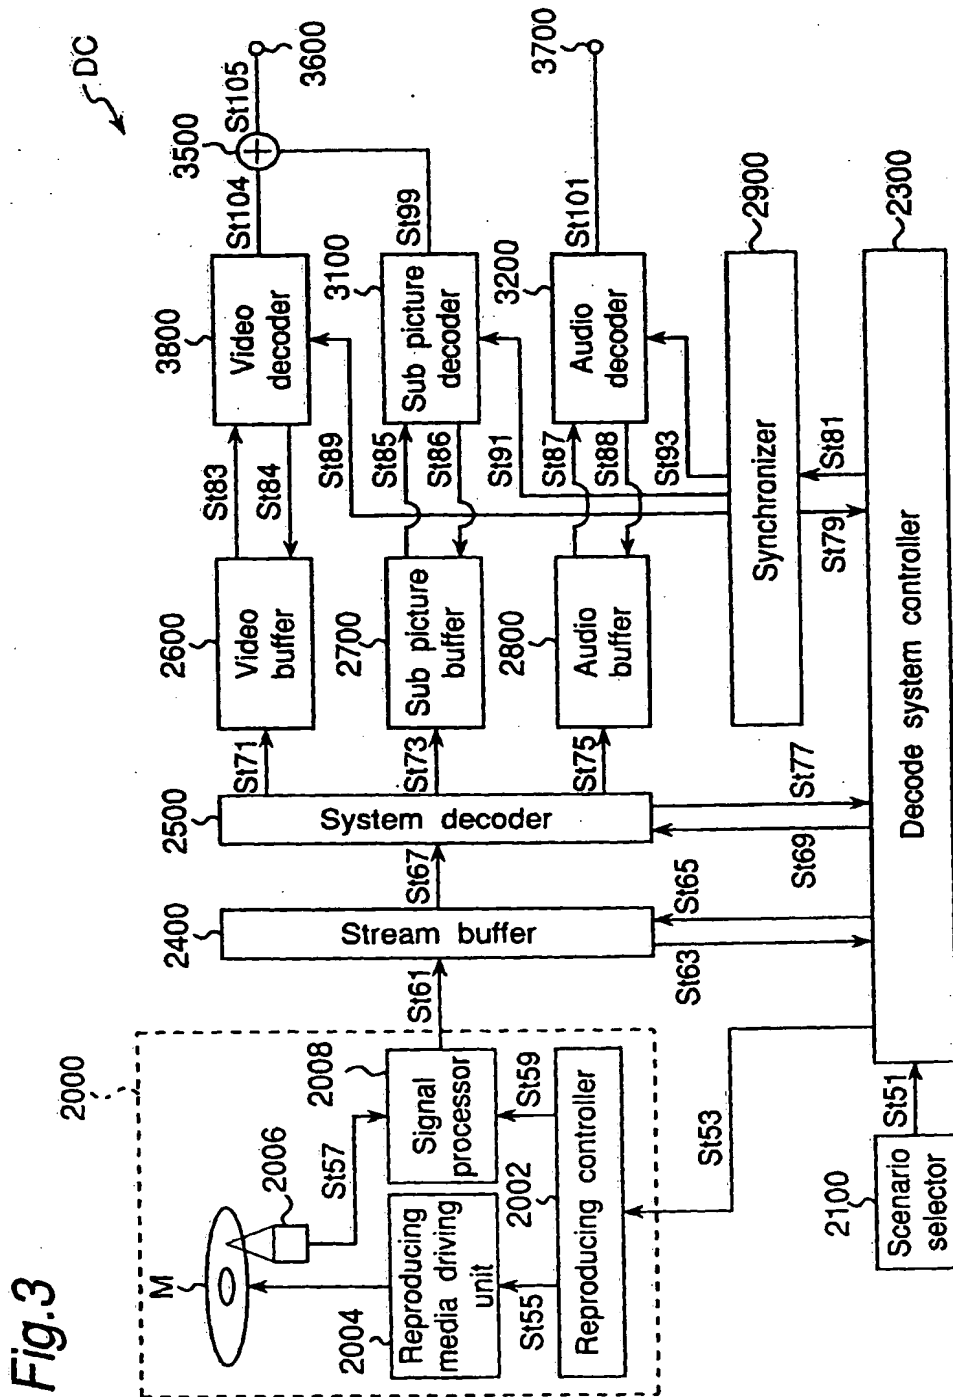 Fig.3
DC
2000
M
2006
2004
Reproducing
media driving
unit
2008
Signal
processor
2002
Reproducing controller
St55
St57
St59
St53
2100
Scenario
selector
St51
St61
2400
Stream buffer
St63
St65
St67
2500
System decoder
St69
St77
St71
St73
St75
2600
Video
buffer
2700
Sub picture
buffer
2800
Audio
buffer
St83
St84
St89
St85
St86
St91
St87
St88
St93
3800
Video
decoder
3100
Sub picture
decoder
3200
Audio
decoder
St104
3500
St105
3600
St99
St101
3700
2900
Synchronizer
St79
St81
2300
Decode system controller